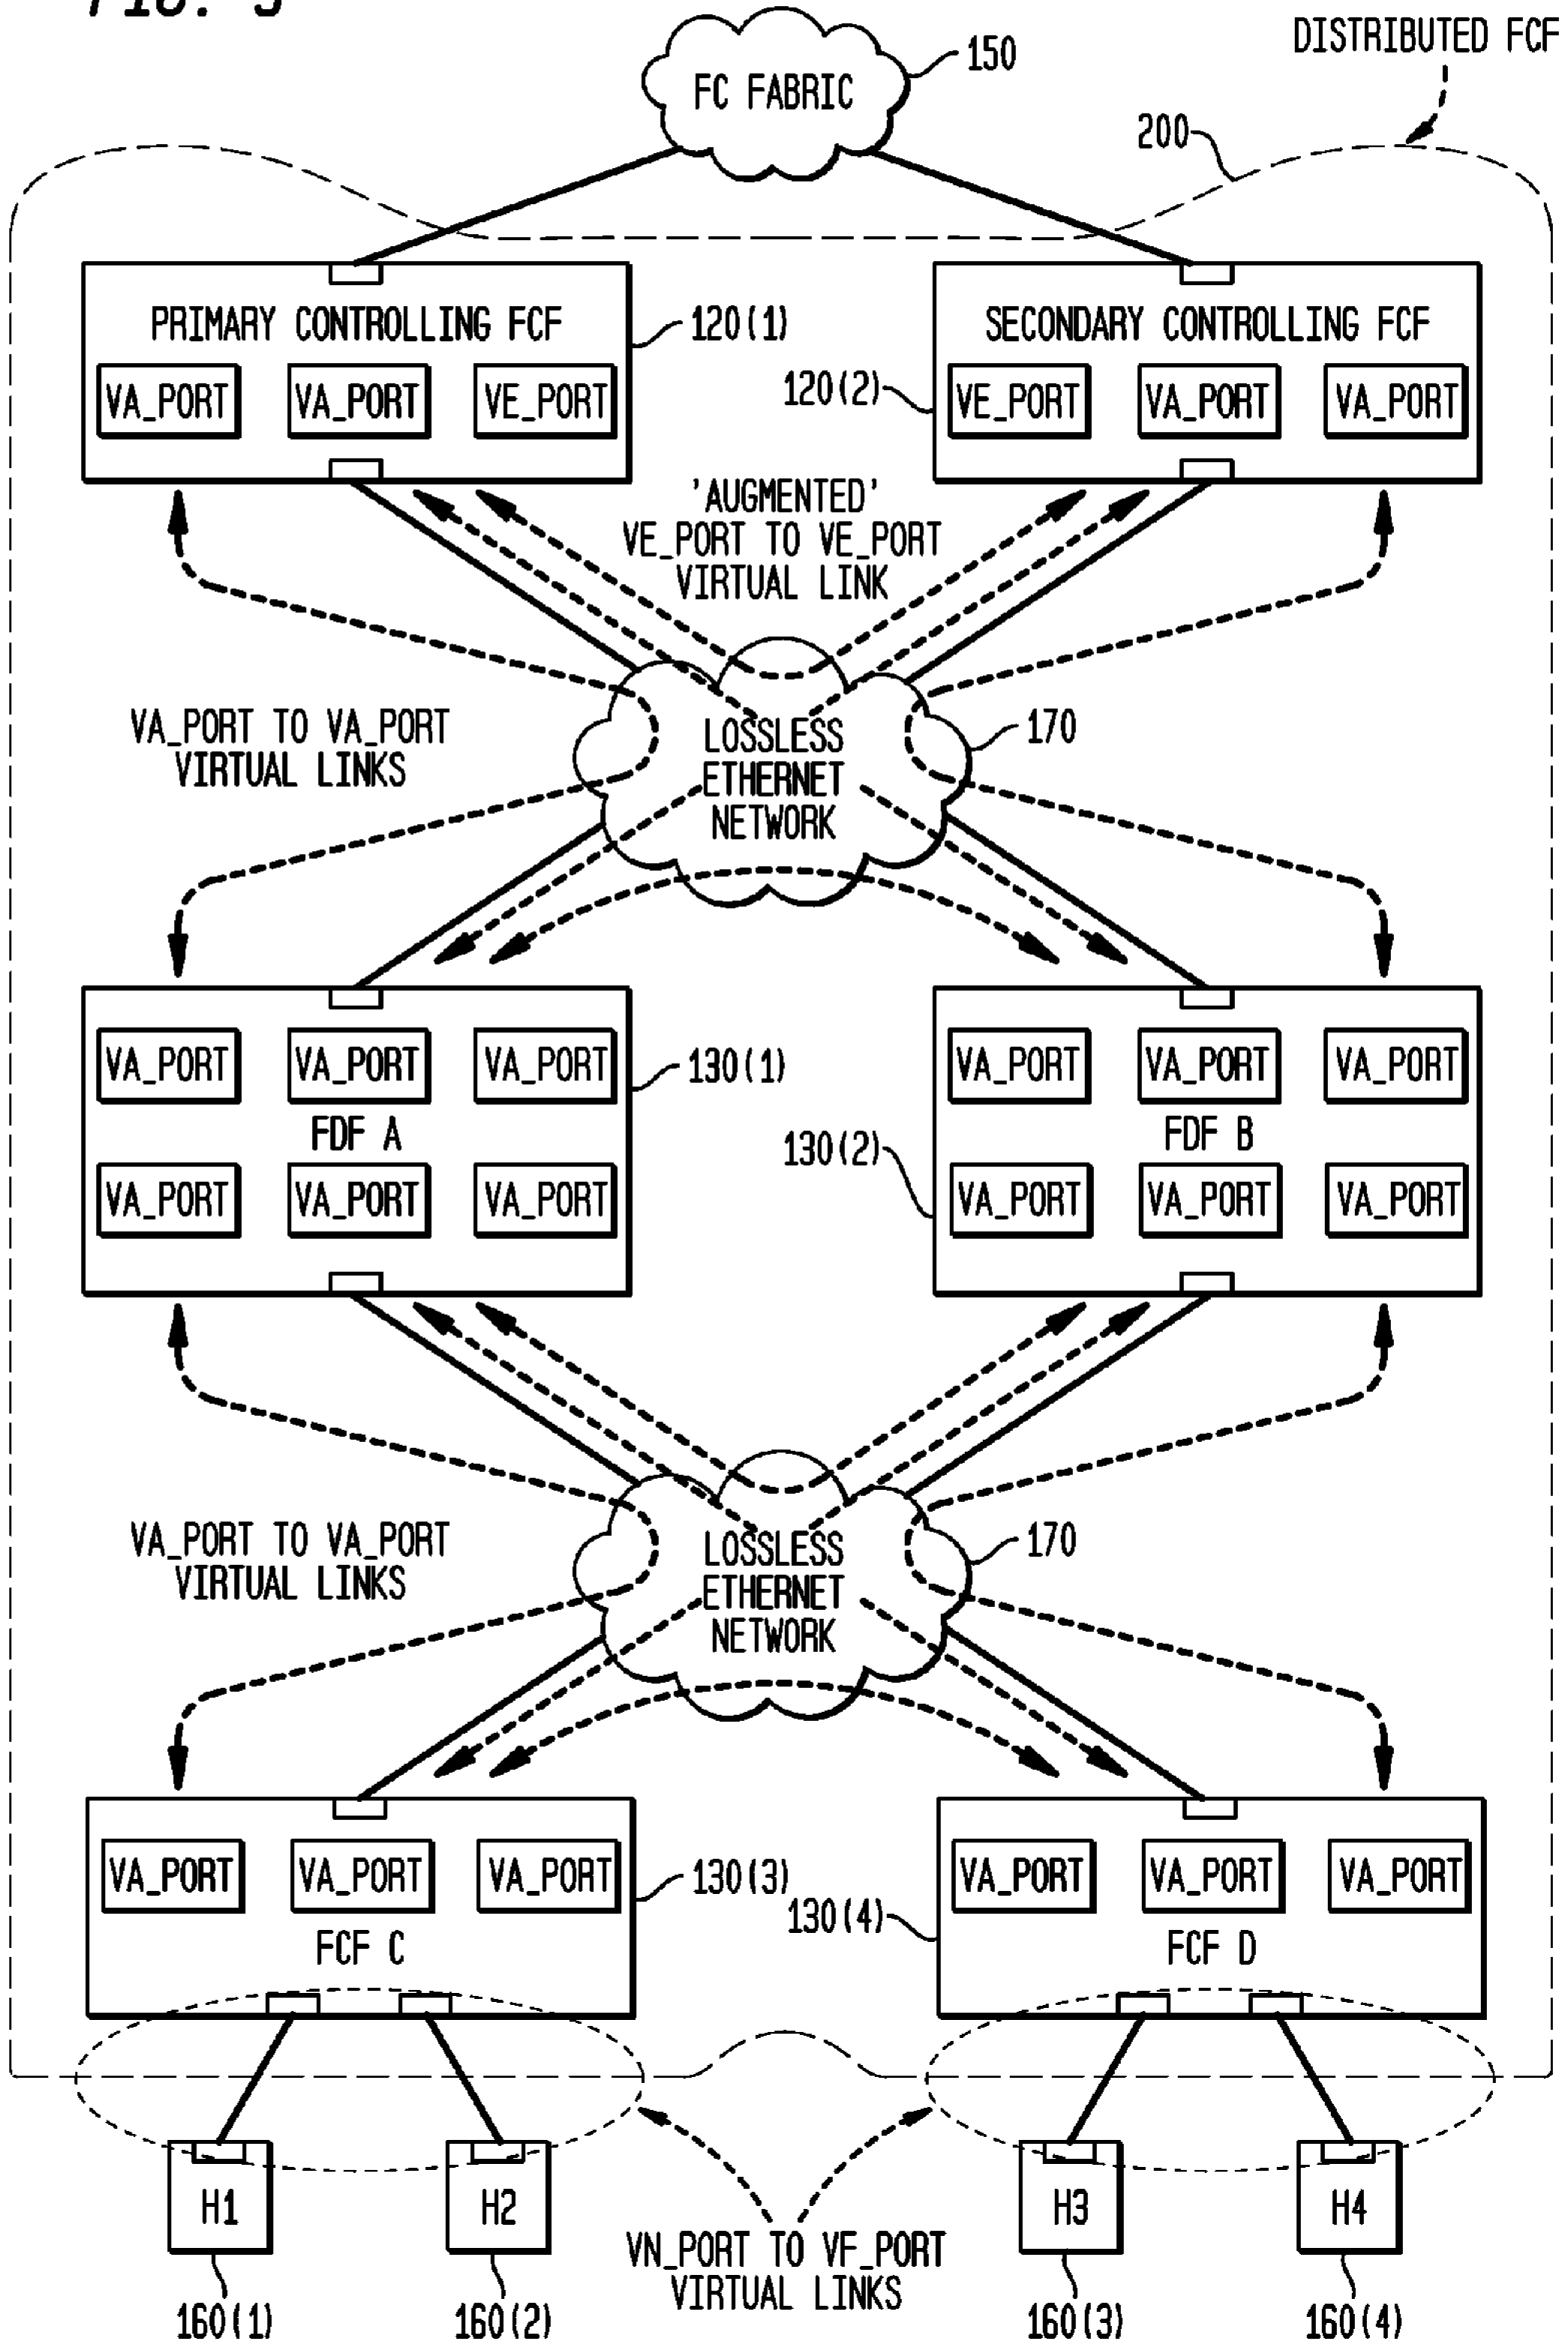 FIG. 3
FC FABRIC
150
DISTRIBUTED FCF
200
PRIMARY CONTROLLING FCF
VA_PORT
VA_PORT
VE_PORT
120(1)
SECONDARY CONTROLLING FCF
VE_PORT
VA_PORT
VA_PORT
120(2)
'AUGMENTED'
VE_PORT TO VE_PORT
VIRTUAL LINK
VA_PORT TO VA_PORT
VIRTUAL LINKS
LOSSLESS
ETHERNET
NETWORK
170
VA_PORT
VA_PORT
VA_PORT
FDF A
VA_PORT
VA_PORT
VA_PORT
130(1)
VA_PORT
VA_PORT
VA_PORT
FDF B
VA_PORT
VA_PORT
VA_PORT
130(2)
VA_PORT TO VA_PORT
VIRTUAL LINKS
LOSSLESS
ETHERNET
NETWORK
170
VA_PORT
VA_PORT
VA_PORT
FCF C
130(3)
VA_PORT
VA_PORT
VA_PORT
FCF D
130(4)
H1
H2
H3
H4
VN_PORT TO VF_PORT
VIRTUAL LINKS
160(1)
160(2)
160(3)
160(4)